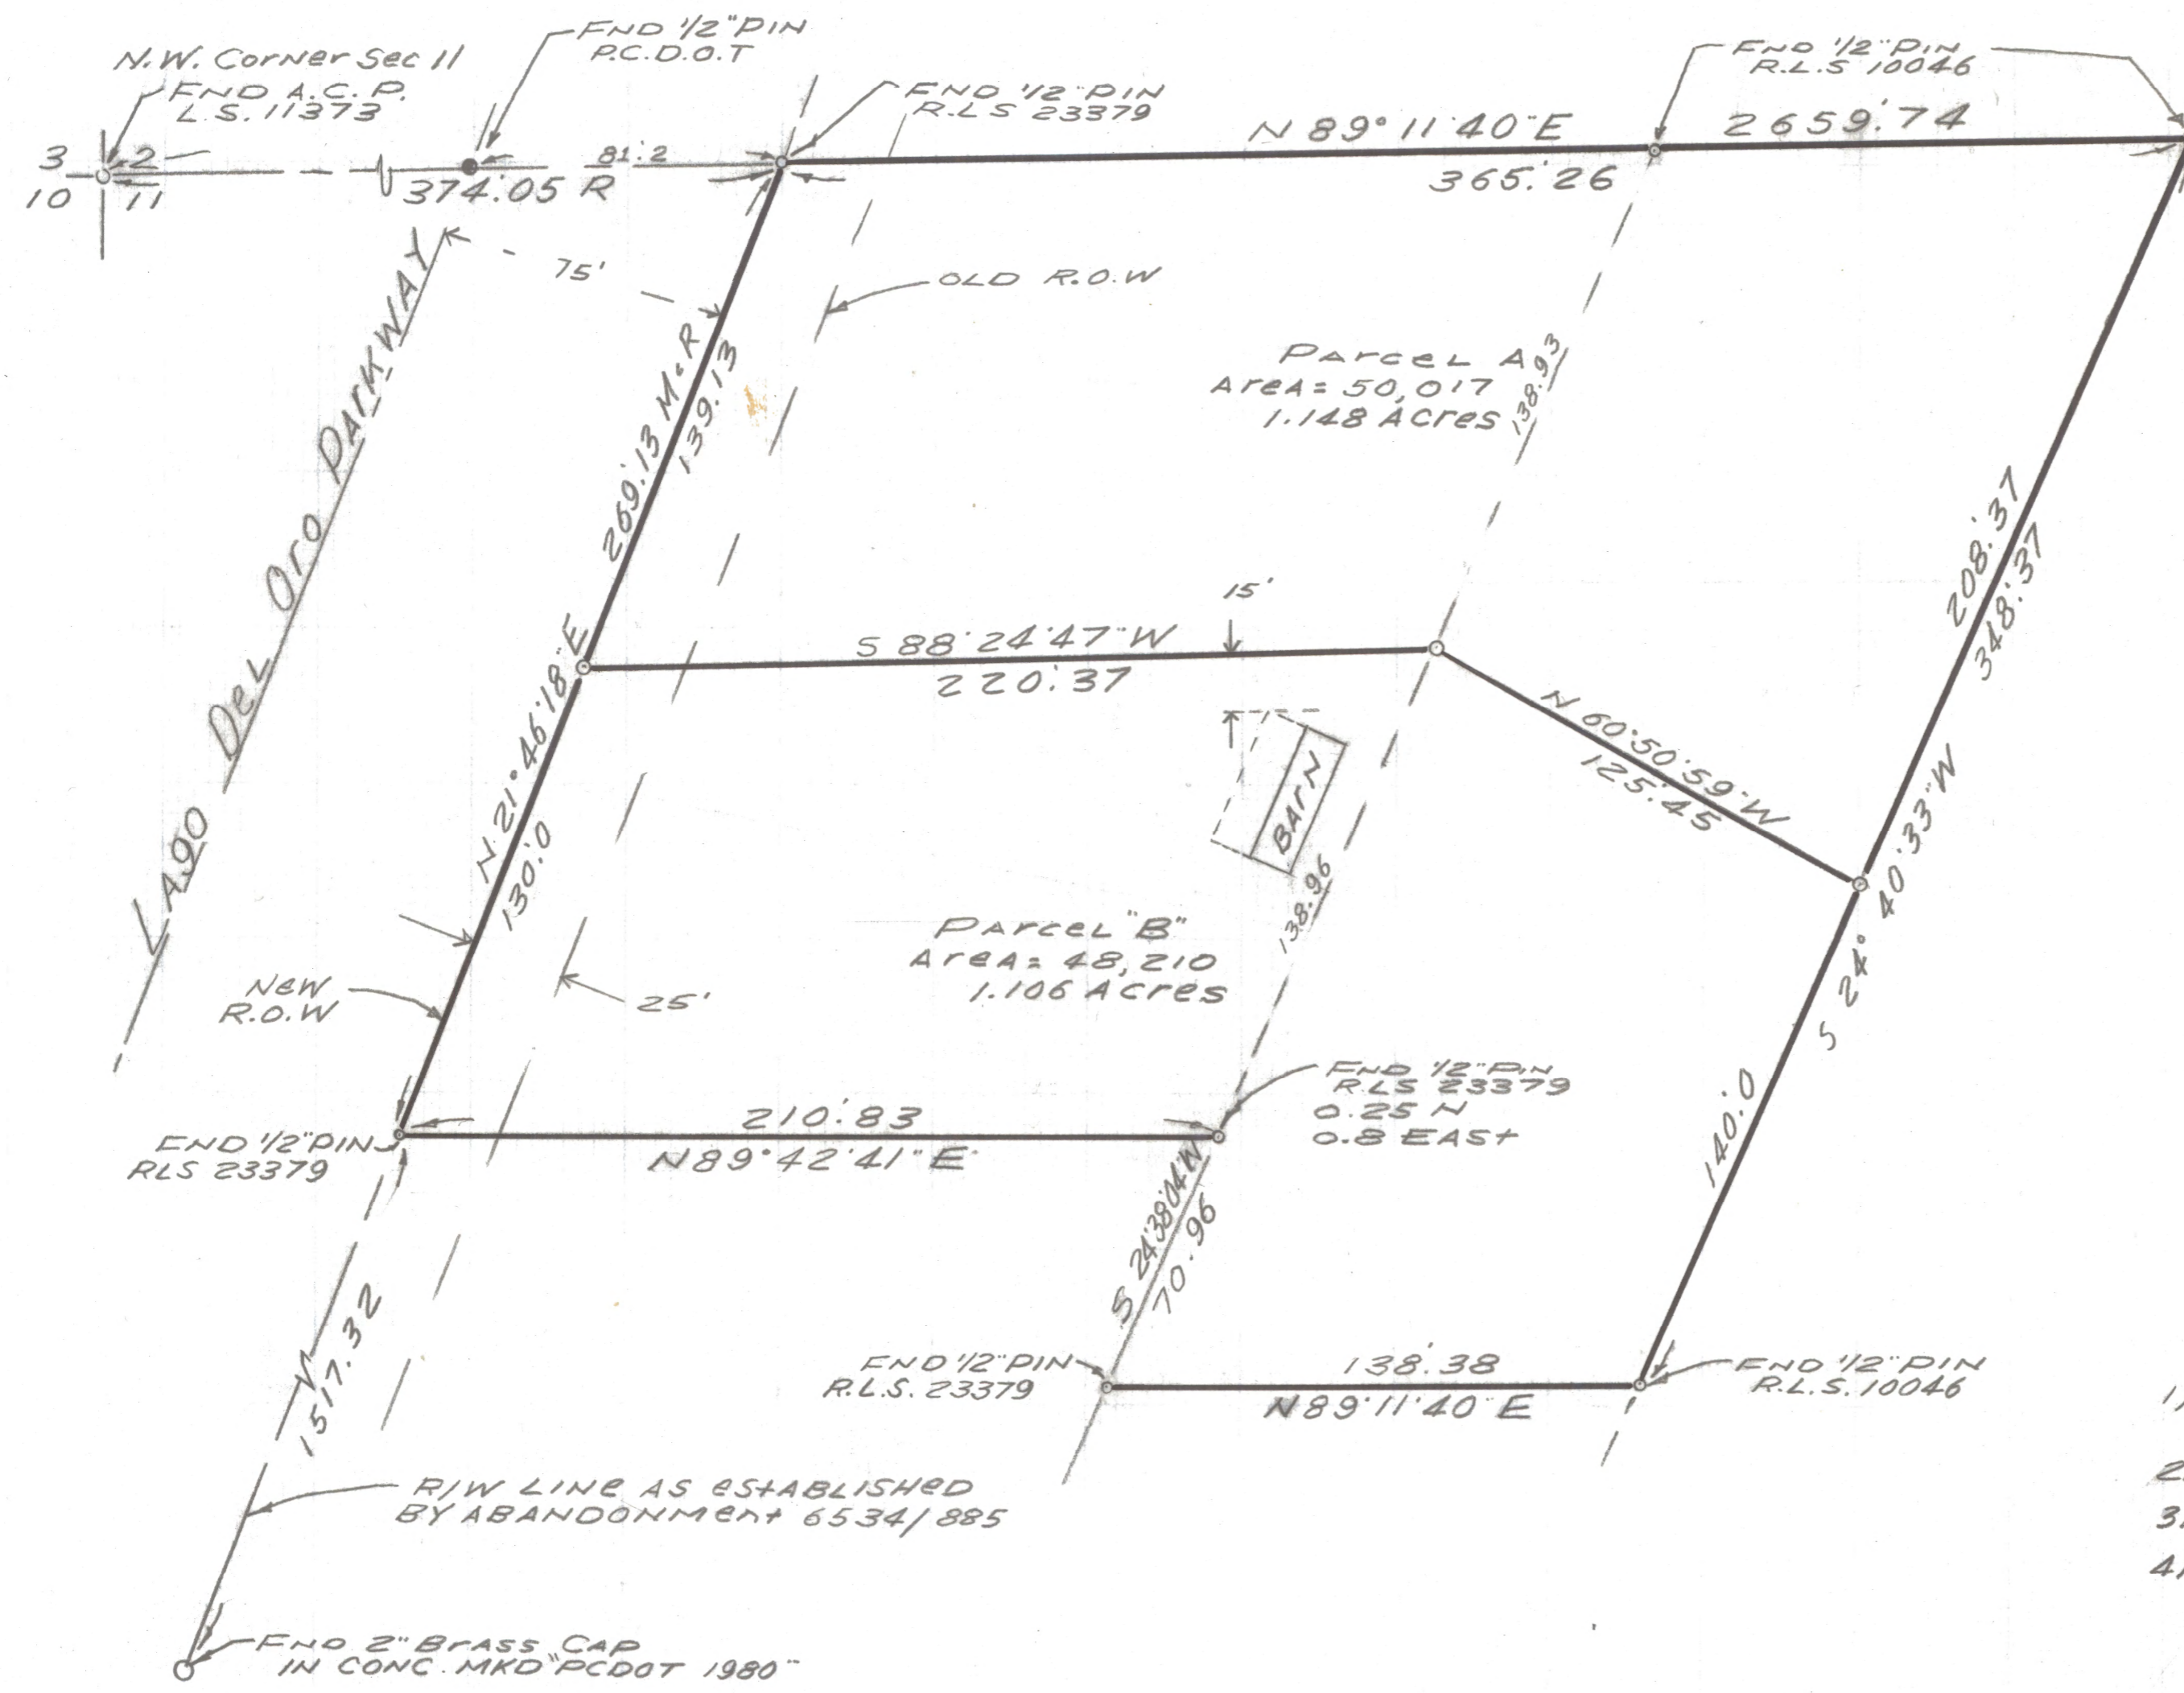 FND 1/2" PIN
P.C.D.O.T
N.W. Corner Sec 11
FND A.C.P.
L.S. 11373
FND 1/2" PIN
R.LS 23379
FND 1/2" PIN
R.L.S 10046
N 89° 11' 40" E
2659.'74
3
2
10
11
81.'2
374.'05 R
365.'26
75'
OLD R.O.W
Parcel A
Area= 50,017
1.148 Acres
138.93
269.'13 M&R
139.13
208.'37
348.'37
Lago Del Oro Parkway
15'
S 88° 24' 47" W
220.'37
N 60° 50' 59" W
125.'45
BARN
N 21° 46' 18" E
130.'0
138.96
S 24° 40' 33" W
Parcel "B"
Area= 48,210
1.106 Acres
New
R.O.W
25'
FND 1/2" PIN
RLS 23379
0.25 N
0.8 EAST
210.'83
N 89° 42' 41" E
FND 1/2" PIN
RLS 23379
140.'0
S 24° 38' 04" W
70.96
1517.32
FND 1/2" PIN
R.L.S. 23379
138.'38
N 89° 11' 40" E
FND 1/2" PIN
R.L.S. 10046
R/W LINE AS ESTABLISHED
BY ABANDONMENT 6534/885
FND 2" Brass Cap
IN CONC. MKD "PCDOT 1980"
2
3
4